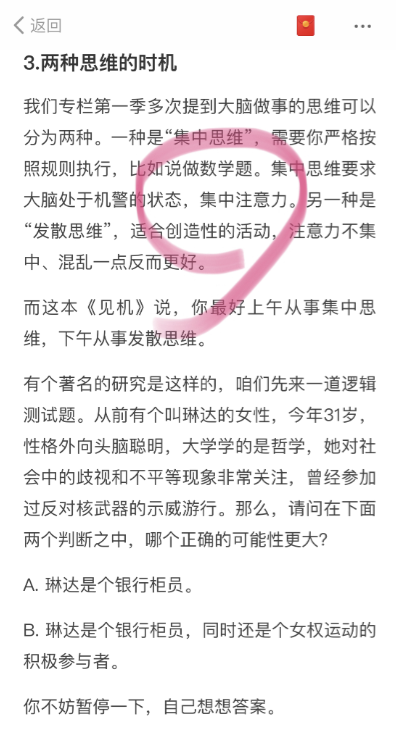 返回
3.两种思维的时机
我们专栏第一季多次提到大脑做事的思维可以
分为两种。一种是“集中思维”，需要你严格按
照规则执行，比如说做数学题。集中思维要求
大脑处于机警的状态，集中注意力。另一种是
“发散思维”，适合创造性的活动，注意力不集
中、混乱一点反而更好。
而这本《见机》说，你最好上午从事集中思
维，下午从事发散思维。
有个著名的研究是这样的，咱们先来一道逻辑
测试题。从前有个叫琳达的女性，今年31岁，
性格外向头脑聪明，大学学的是哲学，她对社
会中的歧视和不平等现象非常关注，曾经参加
过反对核武器的示威游行。那么，请问在下面
两个判断之中，哪个正确的可能性更大？
A. 琳达是个银行柜员。
B. 琳达是个银行柜员，同时还是个女权运动的
积极参与者。
你不妨暂停一下，自己想想答案。